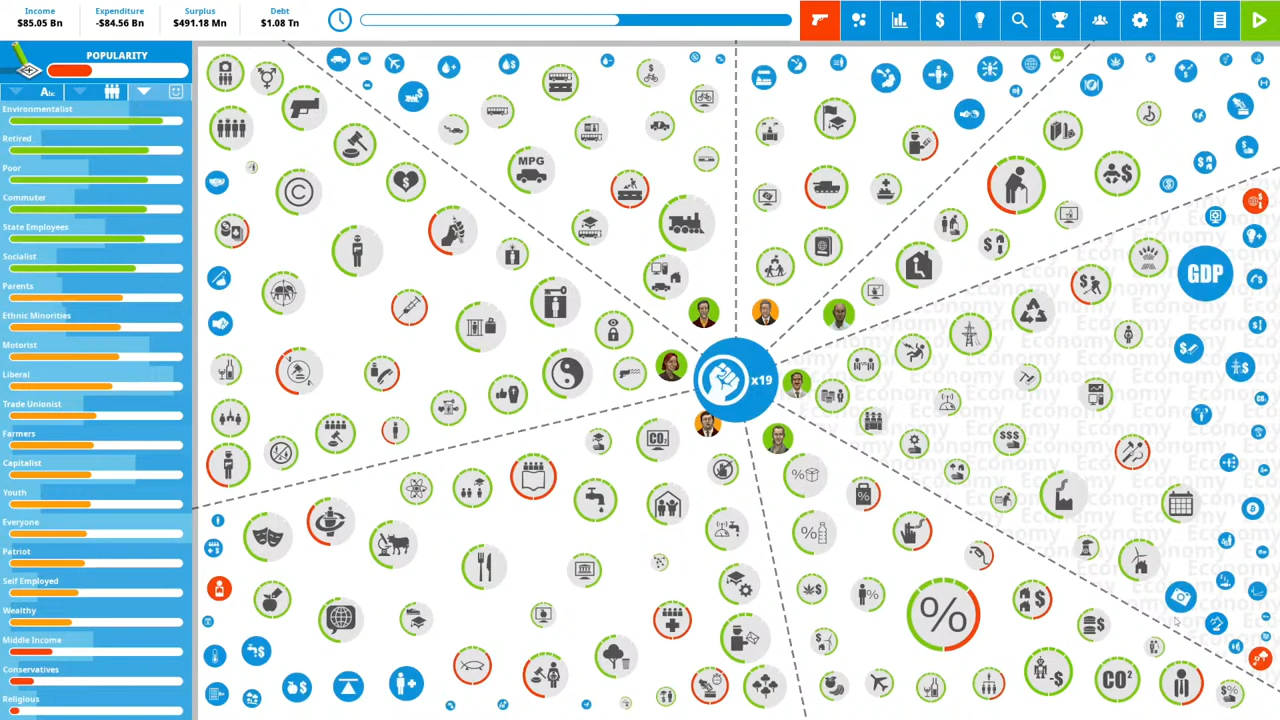 Income
$85.05 Bn
Expenditure
-$84.56 Bn
Surplus
$491.18 Mn
Debt
$1.08 Tn
POPULARITY
Abc
Environmentalist
Retired
Poor
Commuter
State Employees
Socialist
Parents
Ethnic Minorities
Motorist
Liberal
Trade Unionist
Farmers
Capitalist
Youth
Everyone
Patriot
Self Employed
Wealthy
Middle Income
Conservatives
Religious
MPG
x19
GDP
CO2
CO2
Economy